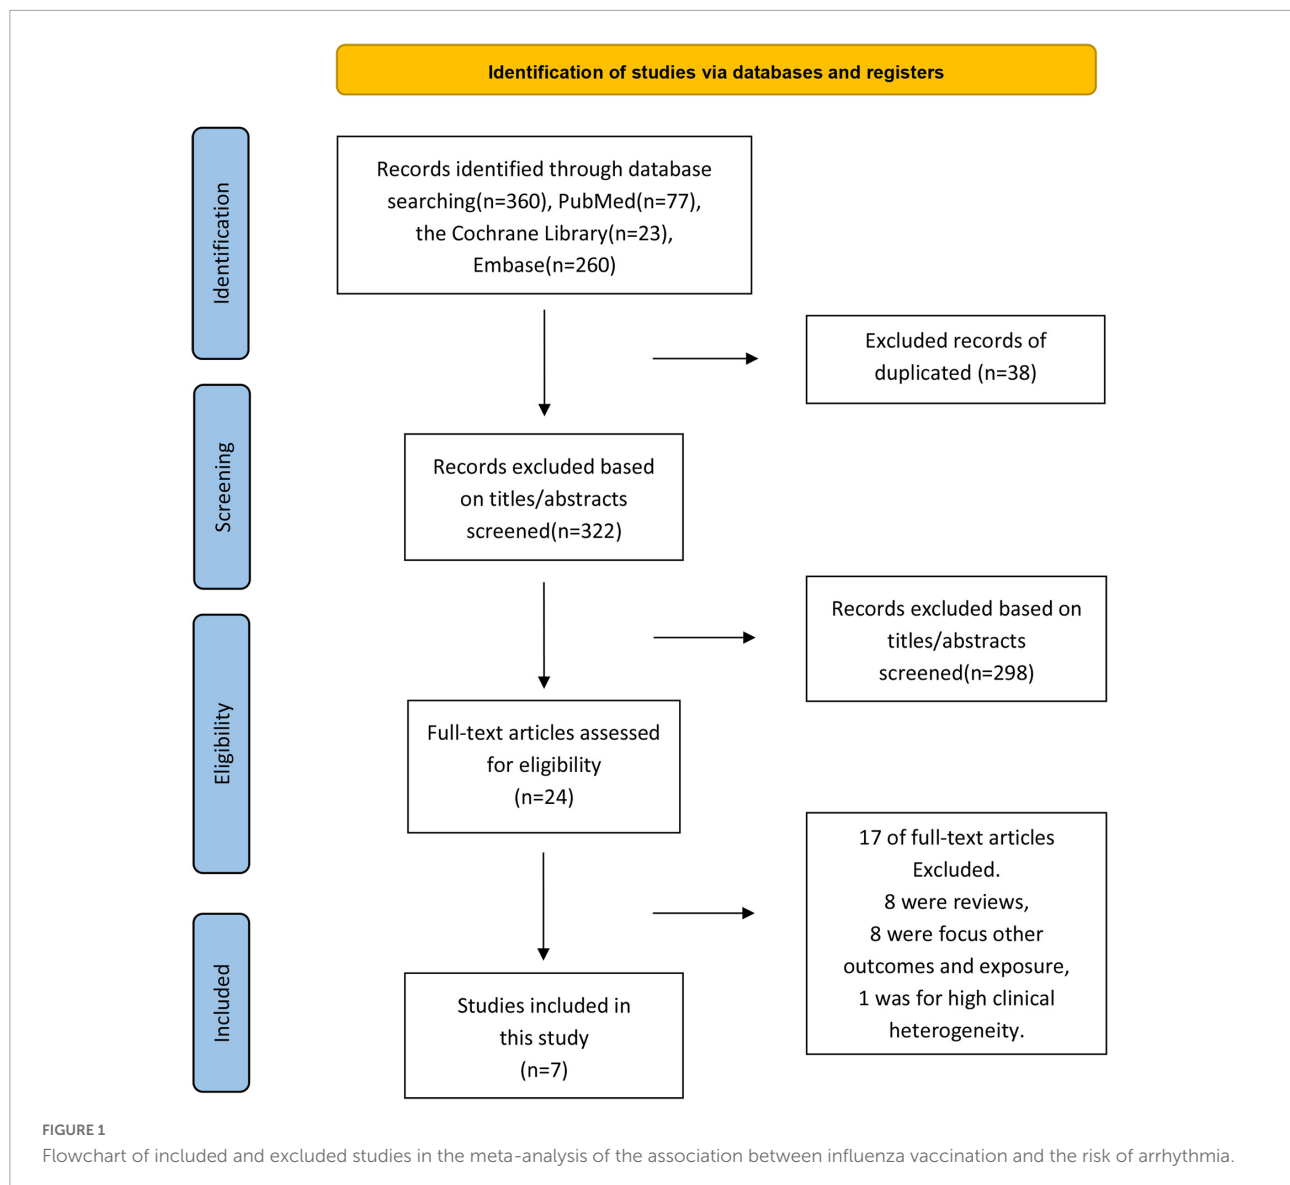 Identification of studies via databases and registers
Identification
Records identified through database
searching(n=360), PubMed(n=77),
the Cochrane Library(n=23),
Embase(n=260)
Excluded records of
duplicated (n=38)
Screening
Records excluded based
on titles/abstracts
screened(n=322)
Records excluded based on
titles/abstracts
screened(n=298)
Eligibility
Full-text articles assessed
for eligibility
(n=24)
17 of full-text articles
Excluded.
8 were reviews,
8 were focus other
outcomes and exposure,
1 was for high clinical
heterogeneity.
Included
Studies included in
this study
(n=7)
FIGURE 1
Flowchart of included and excluded studies in the meta-analysis of the association between influenza vaccination and the risk of arrhythmia.